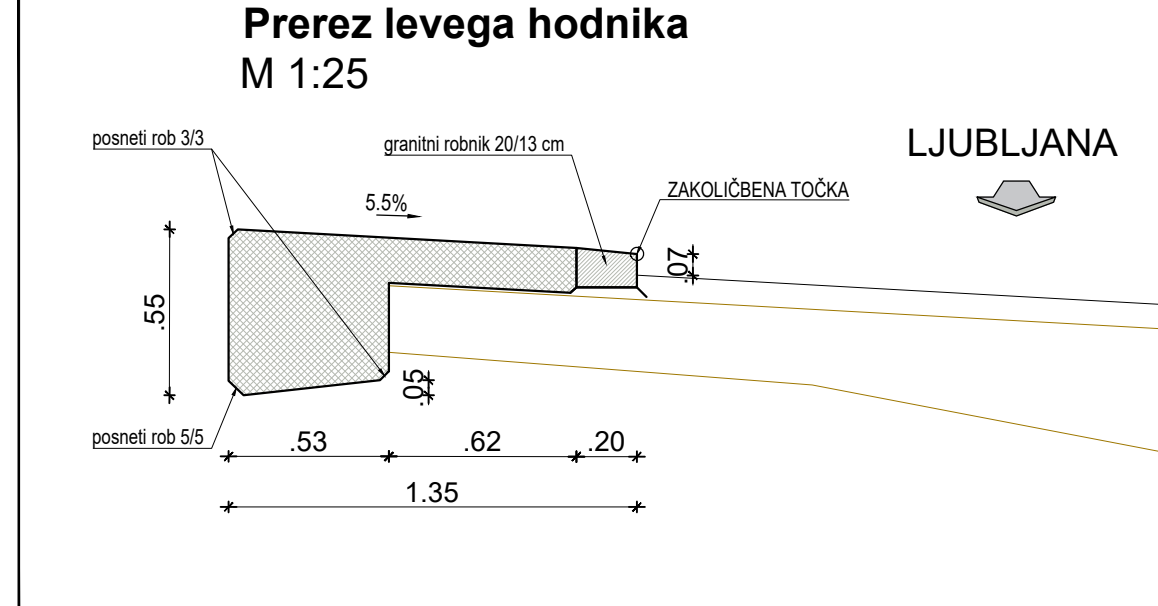 Prerez levega hodnika
M 1:25
posneti rob 3/3
granitni robnik 20/13 cm
LJUBLJANA
ZAKOLIČBENA TOČKA
5.5%
.07
.55
.05
posneti rob 5/5
.53
.62
.20
1.35